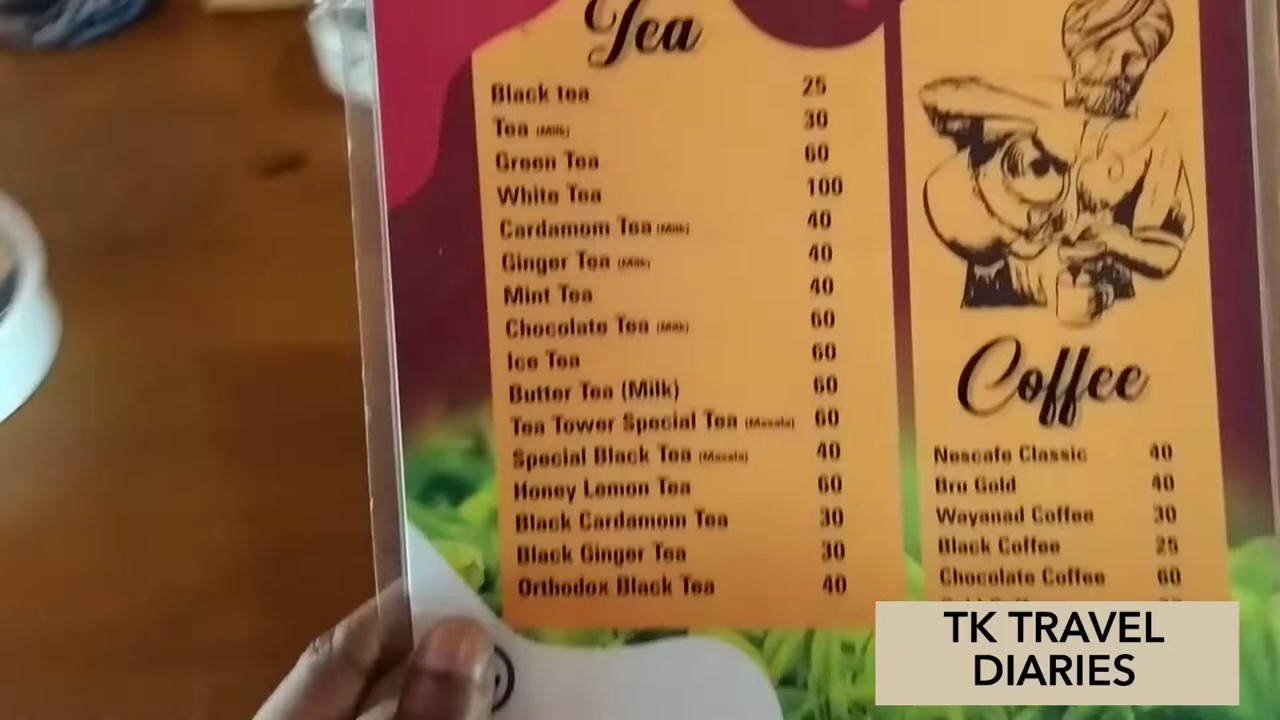 Tea
Black tea 25
Tea (Milk) 30
Green Tea 60
White Tea 100
Cardamom Tea (Milk) 40
Ginger Tea (Milk) 40
Mint Tea 40
Chocolate Tea (Milk) 60
Ice Tea 60
Butter Tea (Milk) 60
Tea Tower Special Tea (Masala) 60
Special Black Tea (Masala) 40
Honey Lemon Tea 60
Black Cardamom Tea 30
Black Ginger Tea 30
Orthodox Black Tea 40
Coffee
Nescafe Classic 40
Bru Gold 40
Wayanad Coffee 30
Black Coffee 25
Chocolate Coffee 60
TK TRAVEL
DIARIES